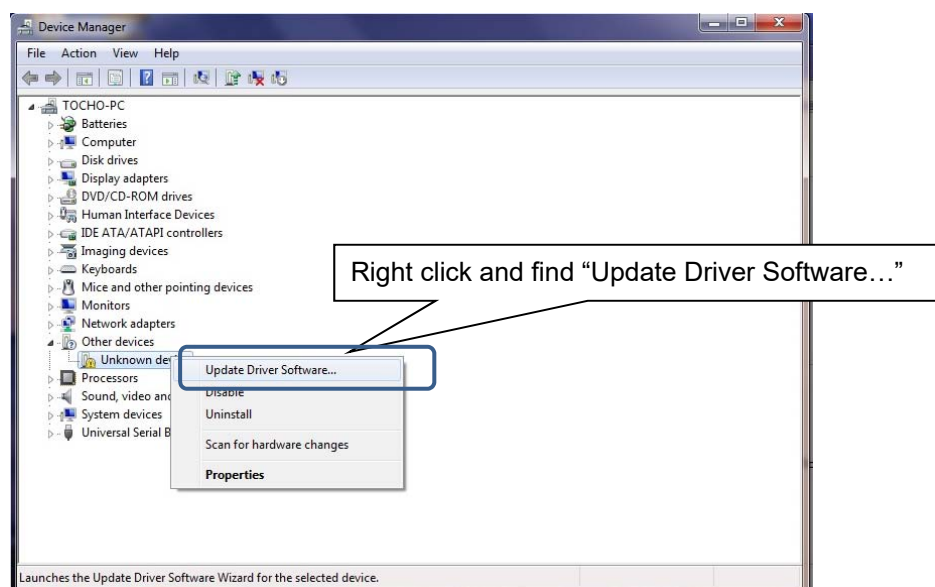 Device Manager
File Action View Help
TOCHO-PC
Batteries
Computer
Disk drives
Display adapters
DVD/CD-ROM drives
Human Interface Devices
IDE ATA/ATAPI controllers
Imaging devices
Keyboards
Mice and other pointing devices
Monitors
Network adapters
Other devices
Unknown de
Processors
Sound, video and
System devices
Universal Serial B
Right click and find “Update Driver Software…”
Update Driver Software...
Disable
Uninstall
Scan for hardware changes
Properties
Launches the Update Driver Software Wizard for the selected device.